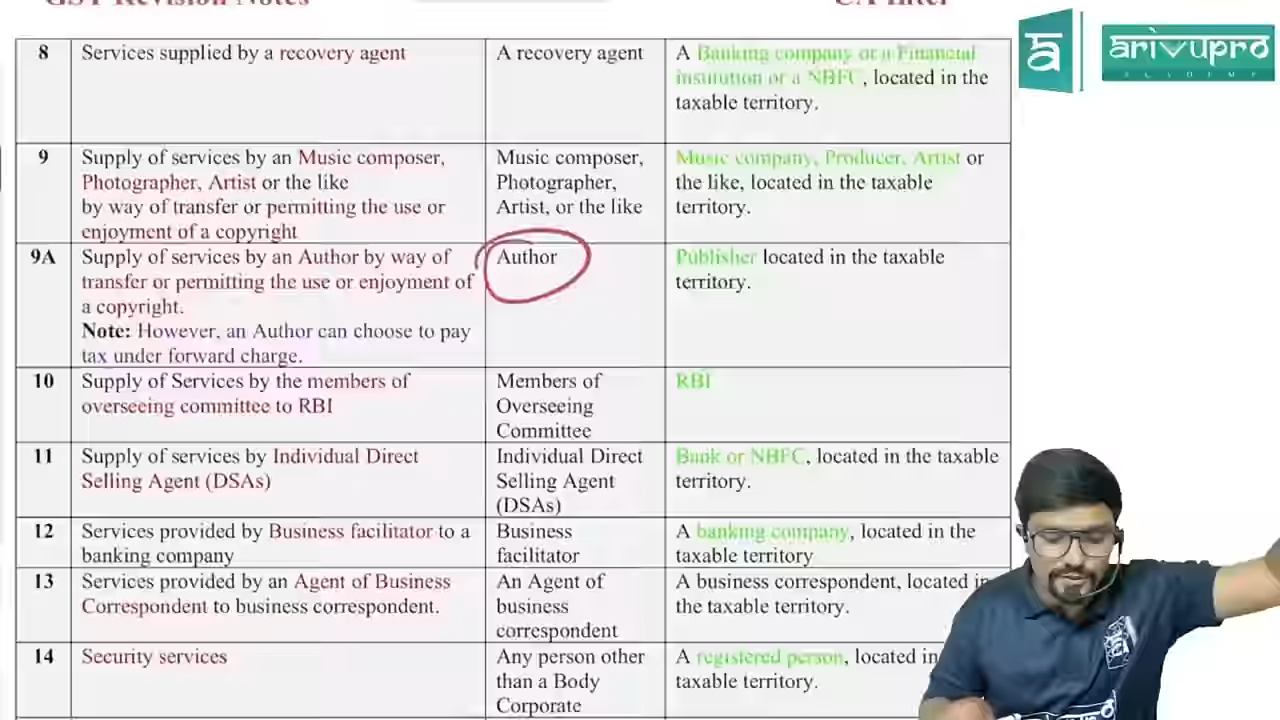 GST Revision Notes
CA Inter
8
Services supplied by a recovery agent
A recovery agent
A Banking company or a Financial
institution or a NBFC, located in the
taxable territory.
9
Supply of services by an Music composer,
Photographer, Artist or the like
by way of transfer or permitting the use or
enjoyment of a copyright
Music composer,
Photographer,
Artist, or the like
Music company, Producer, Artist or
the like, located in the taxable
territory.
9A
Supply of services by an Author by way of
transfer or permitting the use or enjoyment of
a copyright.
Note: However, an Author can choose to pay
tax under forward charge.
Author
Publisher located in the taxable
territory.
10
Supply of Services by the members of
overseeing committee to RBI
Members of
Overseeing
Committee
RBI
11
Supply of services by Individual Direct
Selling Agent (DSAs)
Individual Direct
Selling Agent
(DSAs)
Bank or NBFC, located in the taxable
territory.
12
Services provided by Business facilitator to a
banking company
Business
facilitator
A banking company, located in the
taxable territory
13
Services provided by an Agent of Business
Correspondent to business correspondent.
An Agent of
business
correspondent
A business correspondent, located in
the taxable territory.
14
Security services
Any person other
than a Body
Corporate
A registered person, located in
taxable territory.
arivupro
ACADEMY